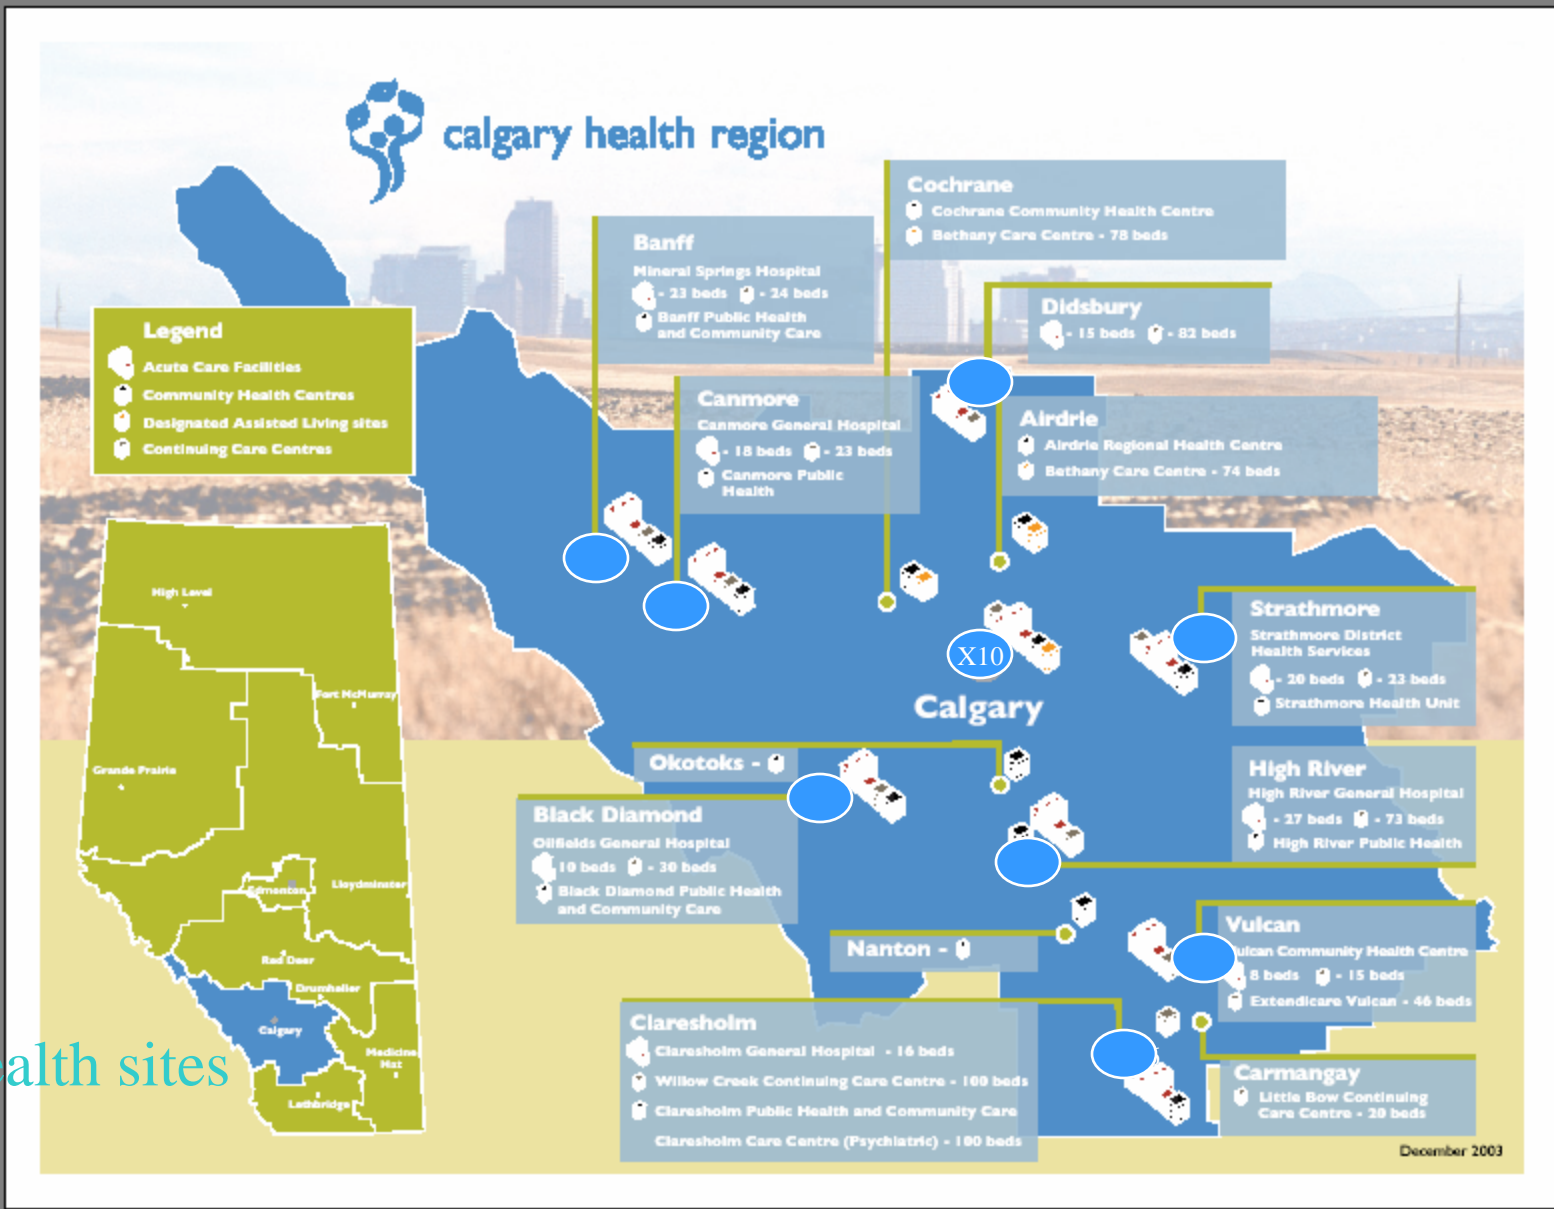 calgary health region
Cochrane
Cochrane Community Health Centre
Bethany Care Centre - 78 beds
Banff
Mineral Springs Hospital
- 23 beds - 24 beds
Banff Public Health
and Community Care
Didsbury
- 15 beds - 82 beds
Legend
Acute Care Facilities
Community Health Centres
Designated Assisted Living sites
Continuing Care Centres
Canmore
Canmore General Hospital
- 18 beds - 23 beds
Canmore Public
Health
Airdrie
Airdrie Regional Health Centre
Bethany Care Centre - 74 beds
High Level
Fort McMurray
Grande Prairie
Edmonton
Lloydminster
Red Deer
Drumheller
Calgary
Medicine
Hat
Lethbridge
alth sites
X10
Calgary
Strathmore
Strathmore District
Health Services
- 20 beds - 23 beds
Strathmore Health Unit
Okotoks -
High River
High River General Hospital
- 27 beds - 73 beds
High River Public Health
Black Diamond
Oilfields General Hospital
10 beds - 30 beds
Black Diamond Public Health
and Community Care
Nanton -
Vulcan
ulcan Community Health Centre
8 beds - 15 beds
Extendicare Vulcan - 46 beds
Claresholm
Claresholm General Hospital - 16 beds
Willow Creek Continuing Care Centre - 100 beds
Claresholm Public Health and Community Care
Claresholm Care Centre (Psychiatric) - 100 beds
Carmangay
Little Bow Continuing
Care Centre - 20 beds
December 2003